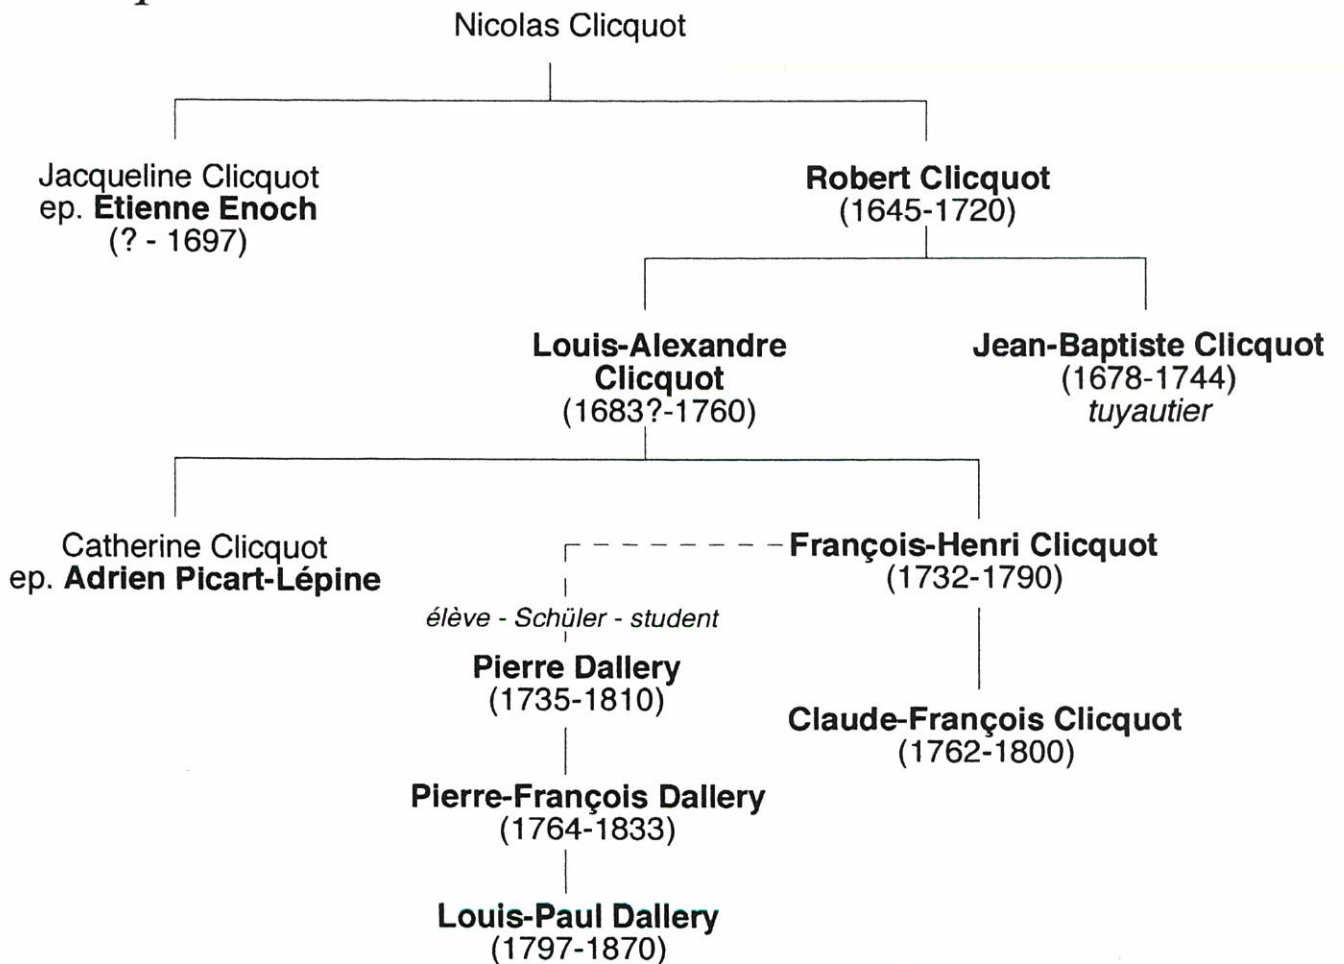 Nicolas Clicquot
Jacqueline Clicquot
ep. Etienne Enoch
(? - 1697)
Robert Clicquot
(1645-1720)
Louis-Alexandre
Clicquot
(1683?-1760)
Jean-Baptiste Clicquot
(1678-1744)
tuyautier
Catherine Clicquot
ep. Adrien Picart-Lépine
François-Henri Clicquot
(1732-1790)
élève - Schüler - student
Pierre Dallery
(1735-1810)
Claude-François Clicquot
(1762-1800)
Pierre-François Dallery
(1764-1833)
Louis-Paul Dallery
(1797-1870)